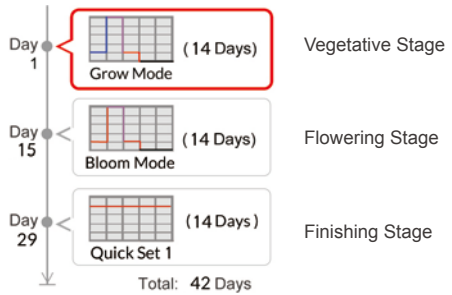 Day
1
(14 Days)
Grow Mode
Vegetative Stage
Day
15
(14 Days)
Bloom Mode
Flowering Stage
Day
29
(14 Days)
Quick Set 1
Finishing Stage
Total: 42 Days